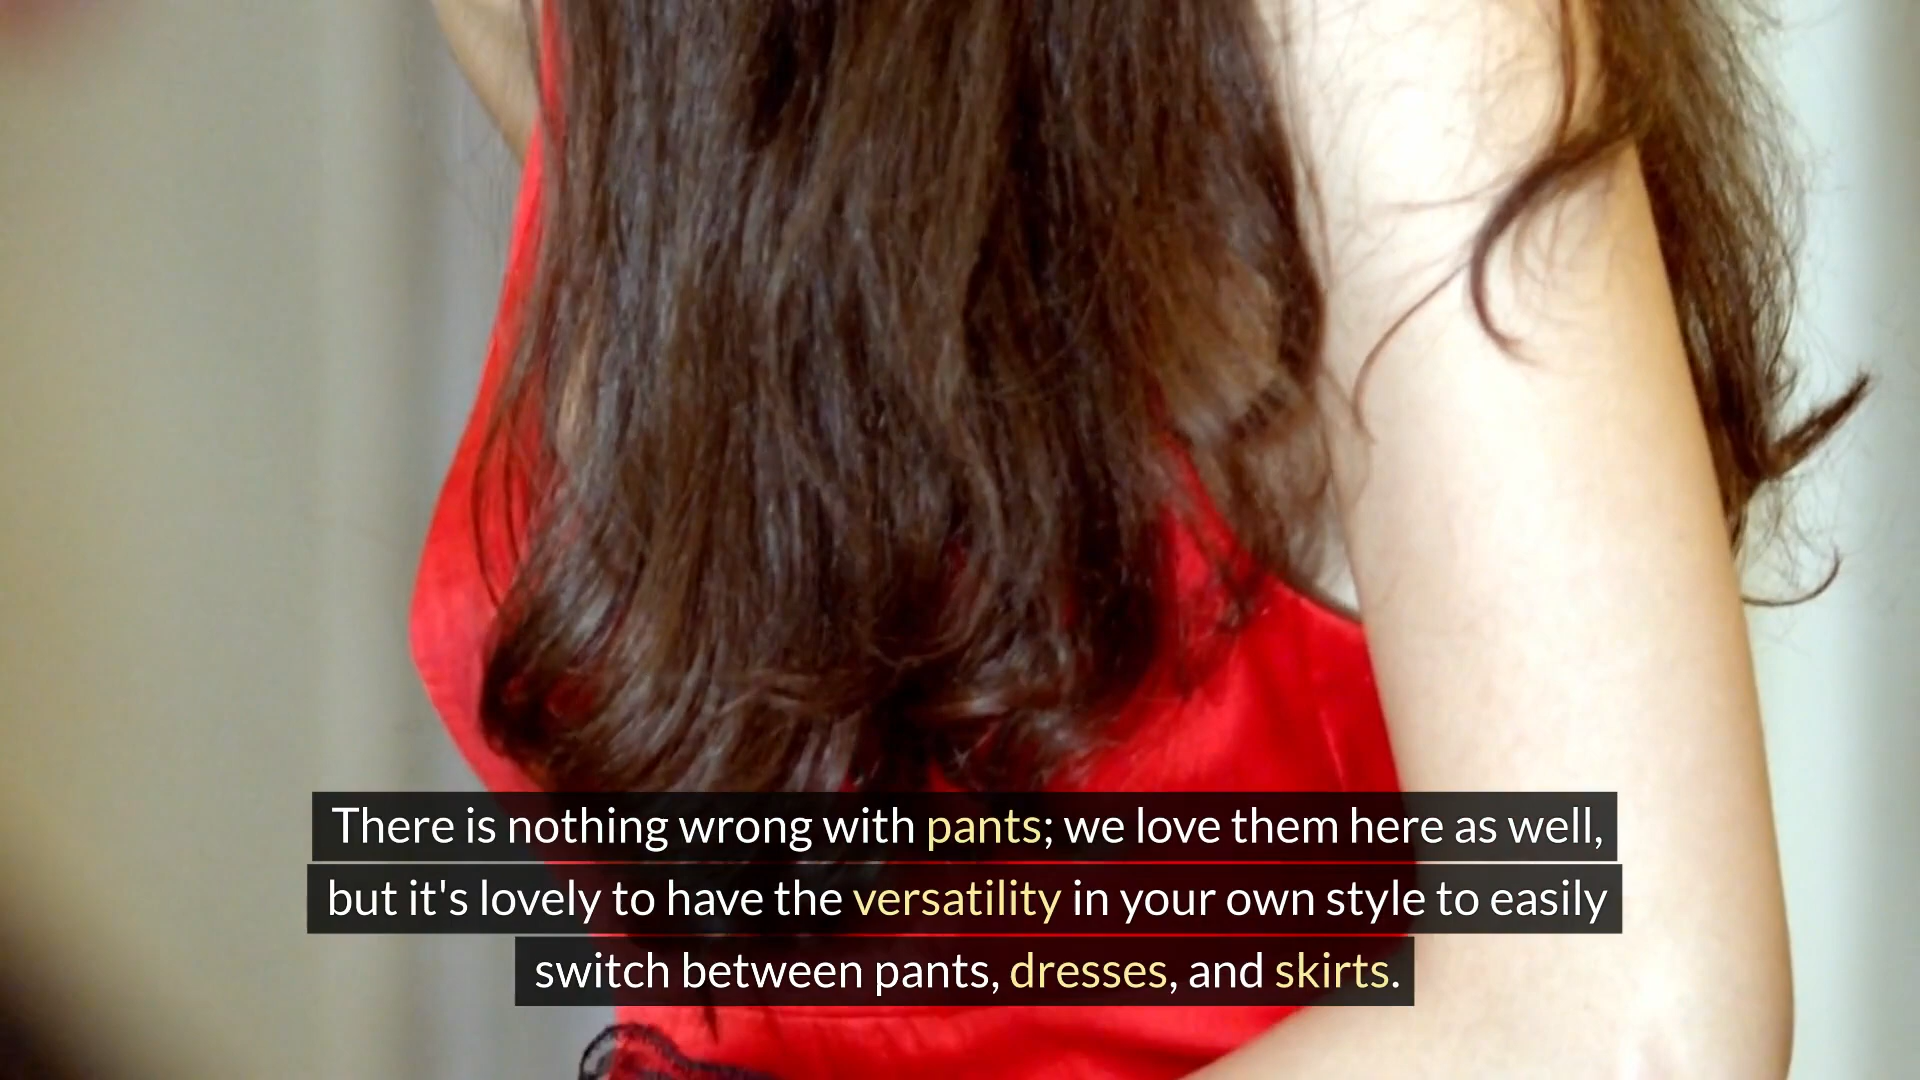 There is nothing wrong with pants; we love them here as well,
but it's lovely to have the versatility in your own style to easily
switch between pants, dresses, and skirts.